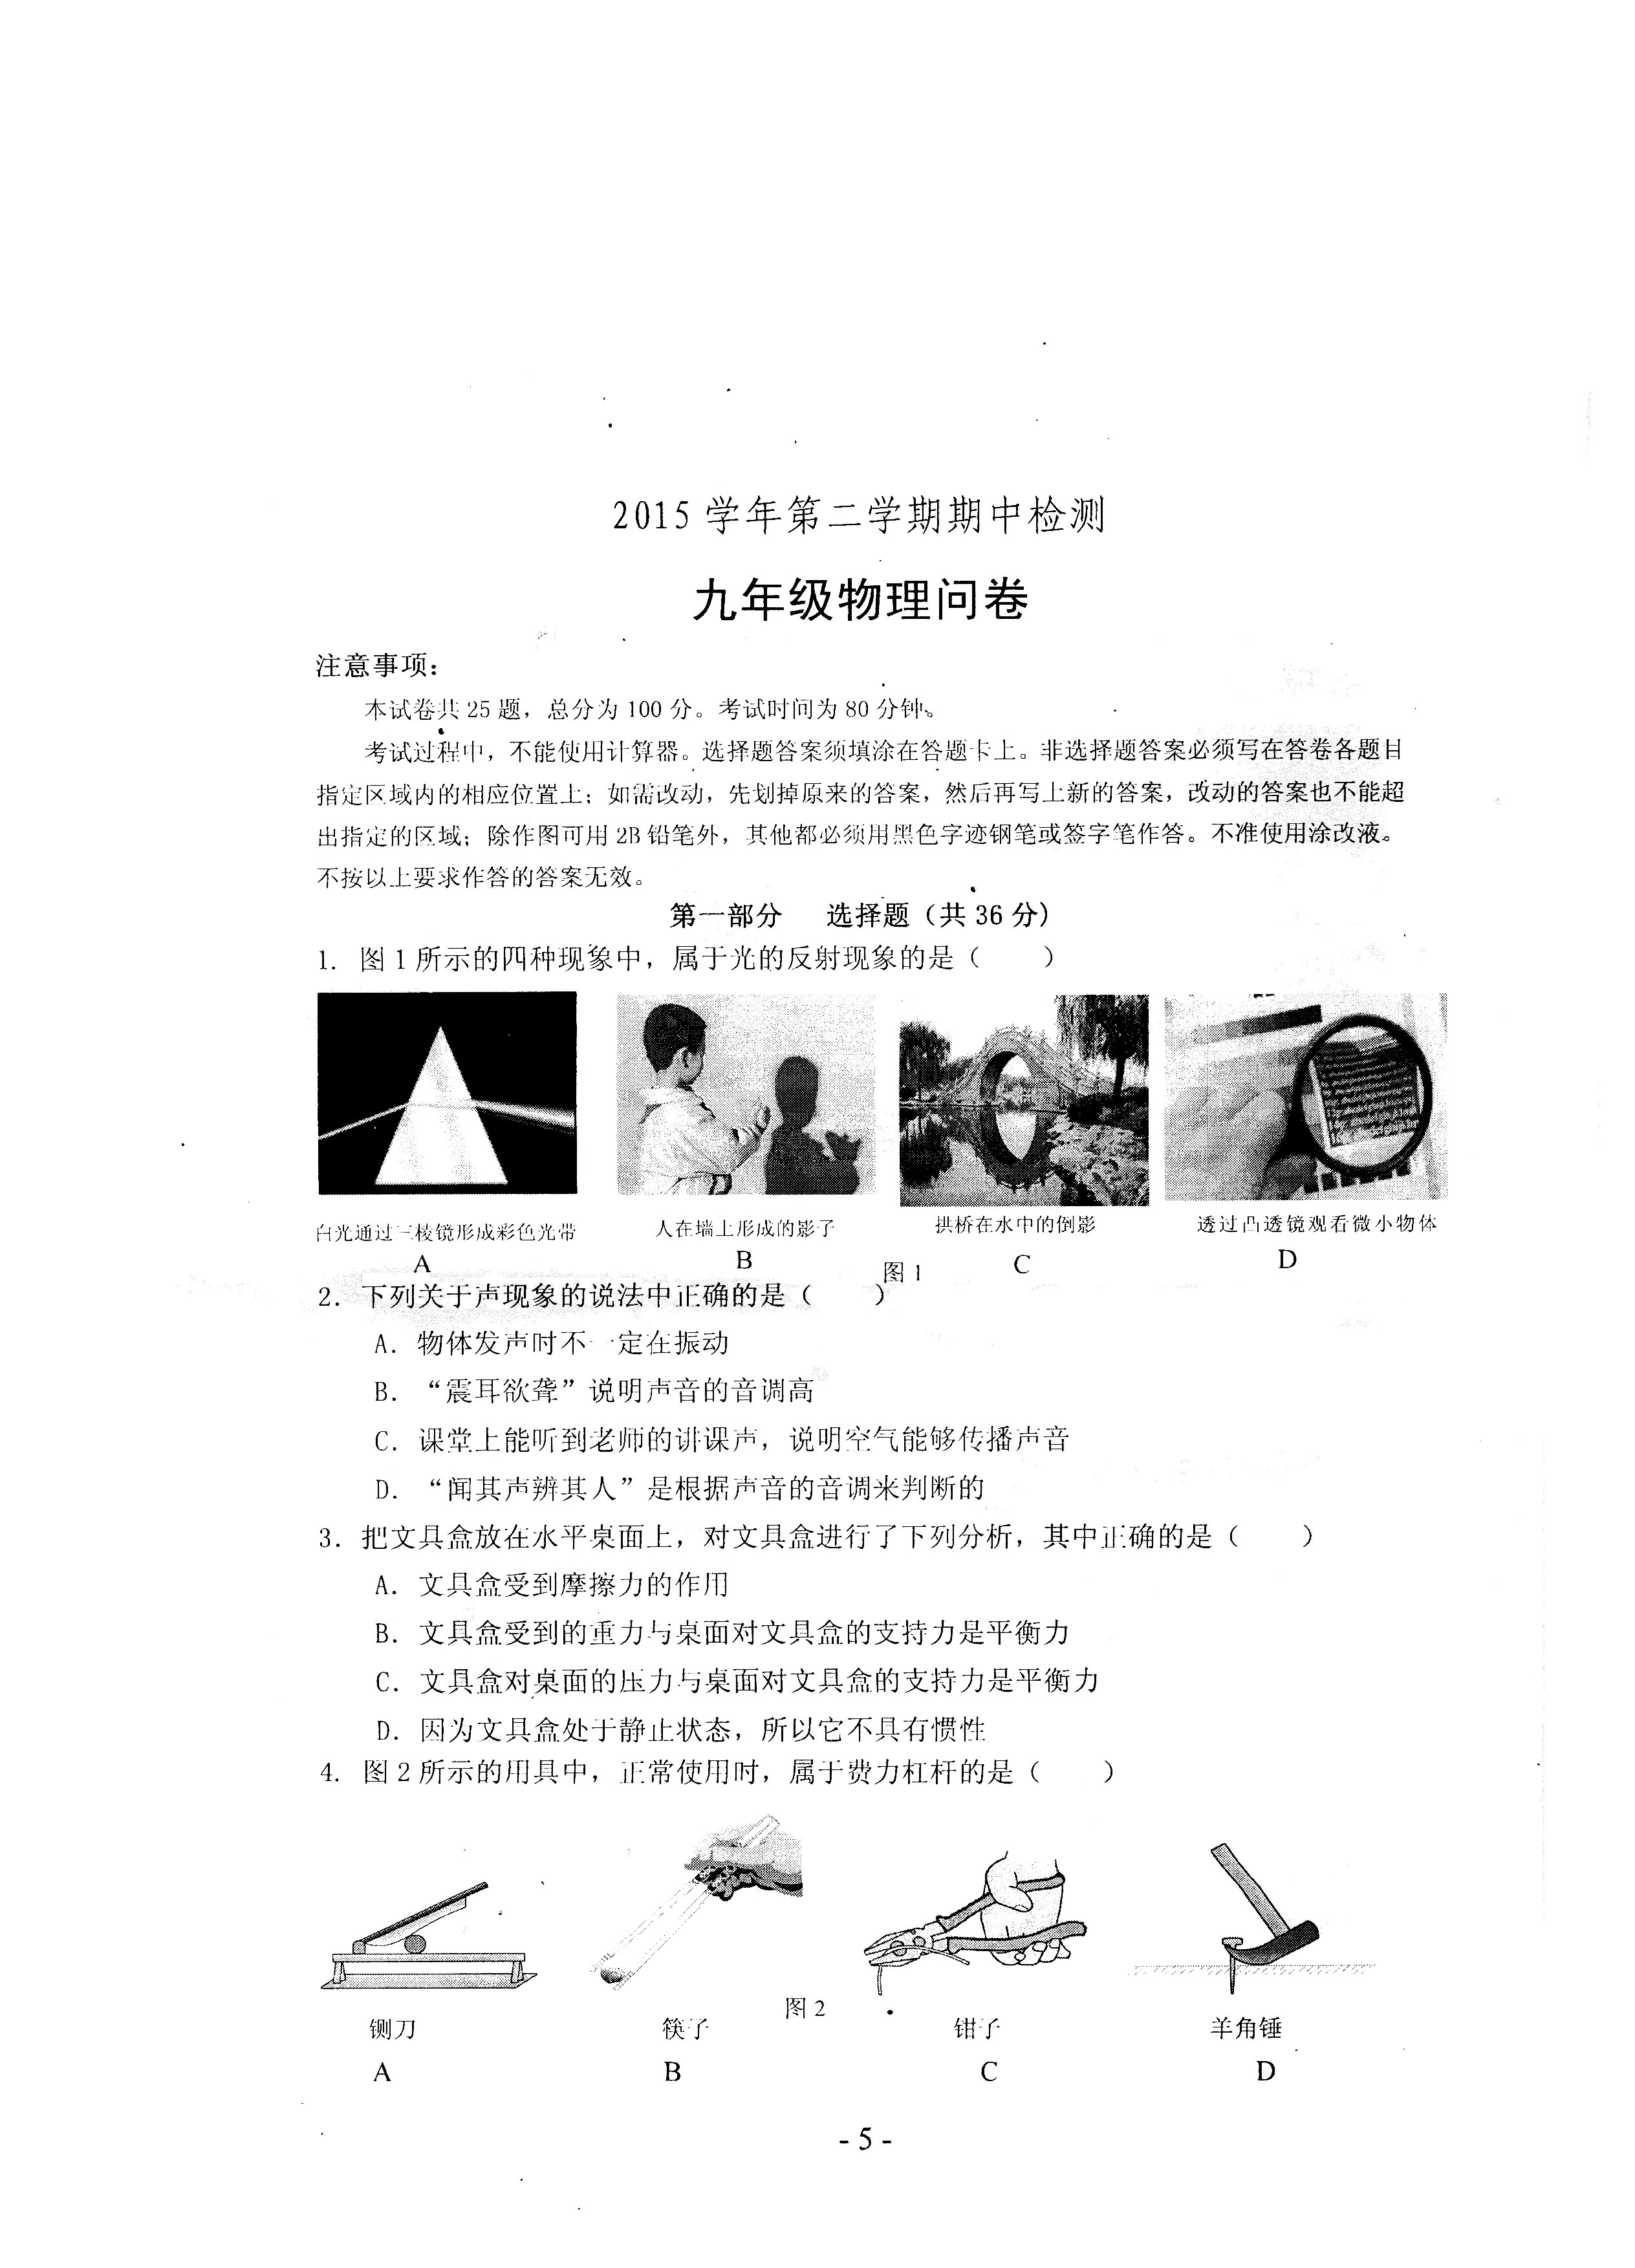 2015 学年第二学期期中检测
九年级物理问卷
注意事项：
本试卷共 25 题，总分为 100 分。考试时间为 80 分钟。
考试过程中，不能使用计算器。选择题答案须填涂在答题卡上。非选择题答案必须写在答卷各题目
指定区域内的相应位置上；如需改动，先划掉原来的答案，然后再写上新的答案，改动的答案也不能超
出指定的区域；除作图可用 2B 铅笔外，其他都必须用黑色字迹钢笔或签字笔作答。不准使用涂改液。
不按以上要求作答的答案无效。
第一部分 选择题（共 36 分）
1. 图 1 所示的四种现象中，属于光的反射现象的是（ ）
白光通过三棱镜形成彩色光带 人在墙上形成的影子 拱桥在水中的倒影 透过凸透镜观看微小物体
A B C D
图 1
2. 下列关于声现象的说法中正确的是（ ）
A. 物体发声时不一定在振动
B. “震耳欲聋”说明声音的音调高
C. 课堂上能听到老师的讲课声，说明空气能够传播声音
D. “闻其声辨其人”是根据声音的音调来判断的
3. 把文具盒放在水平桌面上，对文具盒进行了下列分析，其中正确的是（ ）
A. 文具盒受到摩擦力的作用
B. 文具盒受到的重力与桌面对文具盒的支持力是平衡力
C. 文具盒对桌面的压力与桌面对文具盒的支持力是平衡力
D. 因为文具盒处于静止状态，所以它不具有惯性
4. 图 2 所示的用具中，正常使用时，属于费力杠杆的是（ ）
图 2
铡刀 筷子 钳子 羊角锤
A B C D
- 5 -